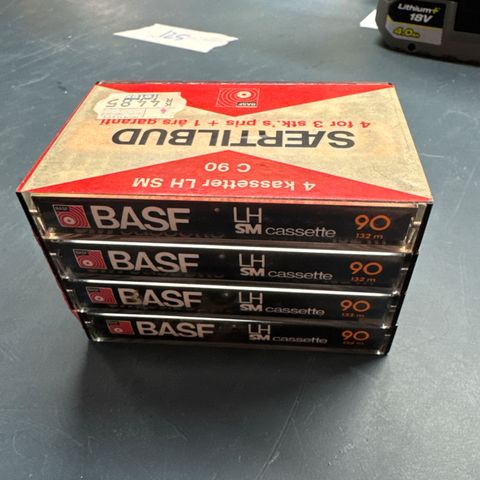 Lithium+
18V
4.0Ah
BASF
SÆRTILBUD
4 for 3 stk.'s pris + 1 års garanti
C 90
4 kassetter LH SM
BASF LH SM cassette 90 132 m
BASF LH SM cassette 90 132 m
BASF LH SM cassette 90 132 m
BASF LH SM cassette 90 132 m